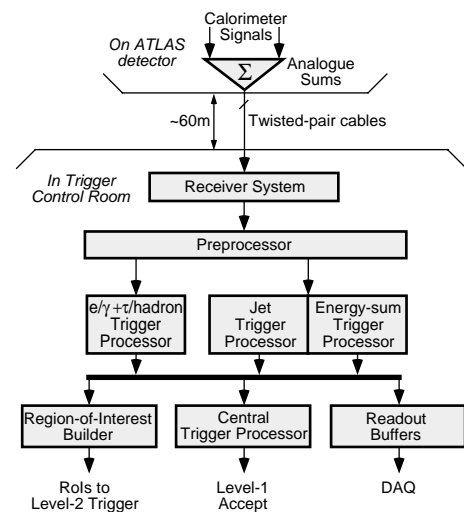 Calorimeter
Signals
On ATLAS
detector
Σ
Analogue
Sums
~60m
Twisted-pair cables
In Trigger
Control Room
Receiver System
Preprocessor
e/γ+τ/hadron
Trigger
Processor
Jet
Trigger
Processor
Energy-sum
Trigger
Processor
Region-of-Interest
Builder
Central
Trigger Processor
Readout
Buffers
RoIs to
Level-2 Trigger
Level-1
Accept
DAQ